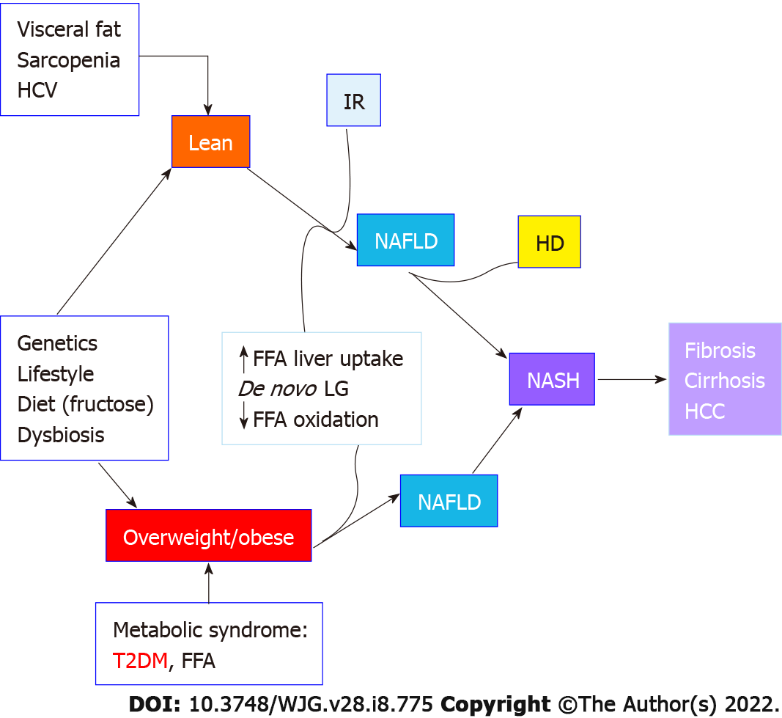 Visceral fat
Sarcopenia
HCV
IR
Lean
NAFLD
HD
Genetics
Lifestyle
Diet (fructose)
Dysbiosis
↑FFA liver uptake
De novo LG
↓FFA oxidation
NASH
Fibrosis
Cirrhosis
HCC
NAFLD
Overweight/obese
Metabolic syndrome:
T2DM, FFA
DOI: 10.3748/WJG.v28.i8.775 Copyright ©The Author(s) 2022.